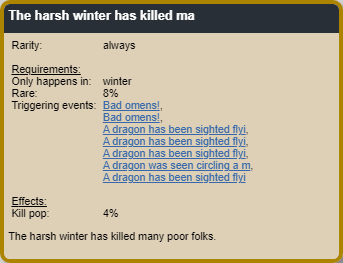 The harsh winter has killed ma
Rarity: always
Requirements:
Only happens in: winter
Rare: 8%
Triggering events: Bad omens!,
Bad omens!,
A dragon has been sighted flyi,
A dragon has been sighted flyi,
A dragon has been sighted flyi,
A dragon was seen circling a m,
A dragon has been sighted flyi
Effects:
Kill pop: 4%
The harsh winter has killed many poor folks.